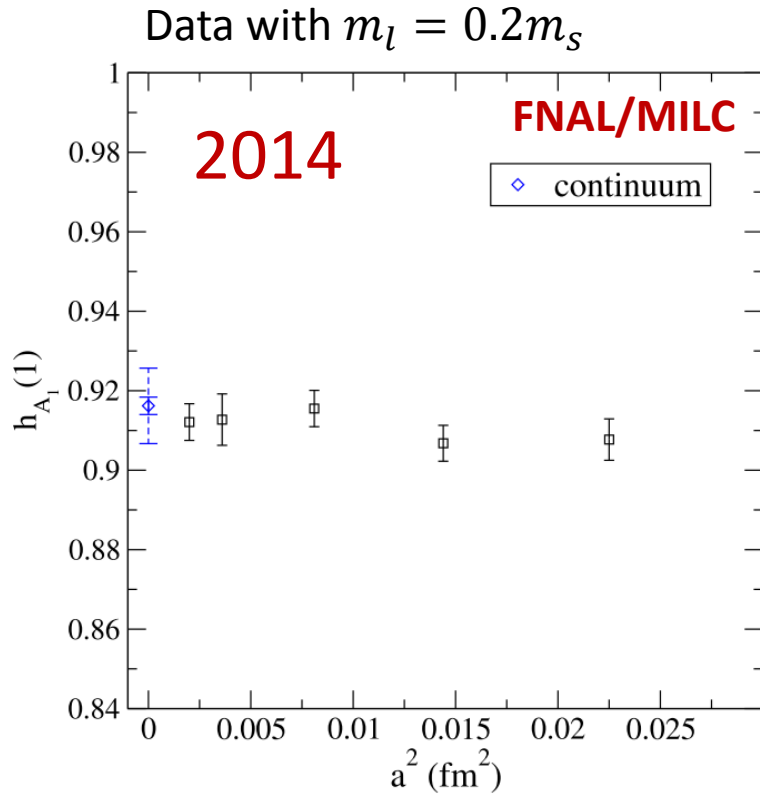 Data with $m_l = 0.2m_s$
FNAL/MILC
2014
continuum
1
0.98
0.96
0.94
0.92
0.9
0.88
0.86
0.84
h_{A_1}(1)
0 0.005 0.01 0.015 0.02 0.025
a^2 (fm^2)